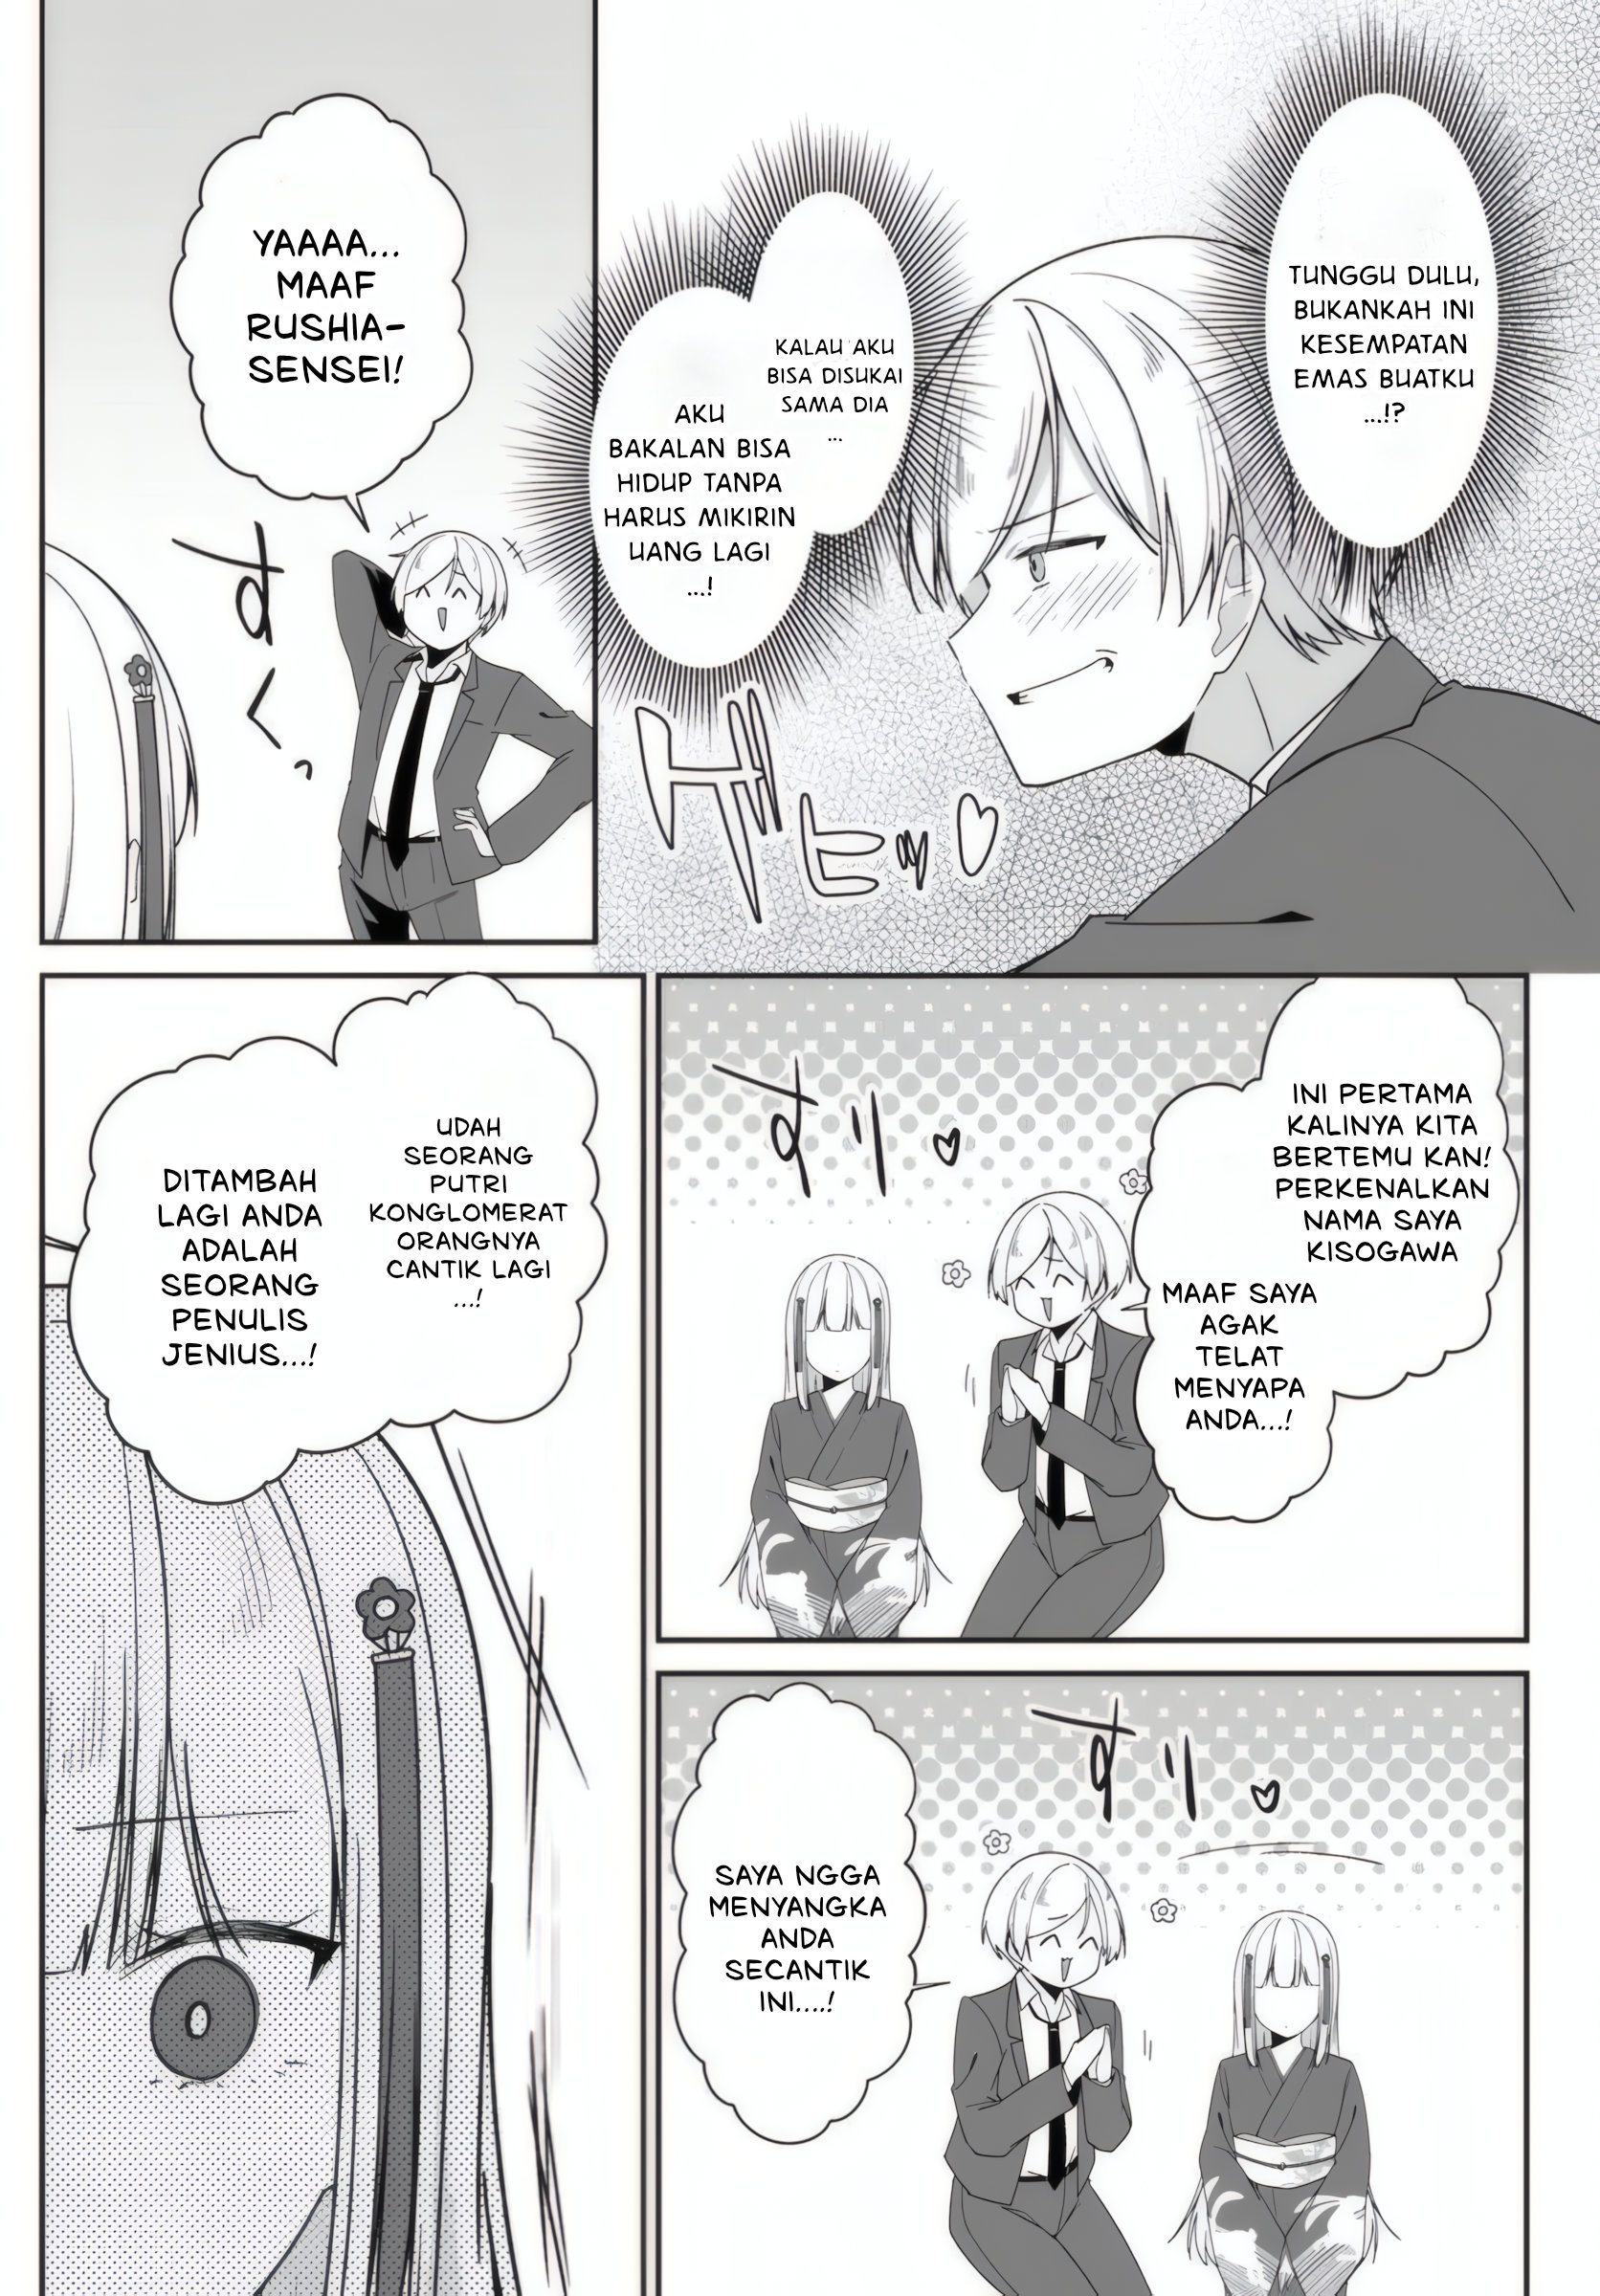 TUNGGU DULU,
BUKANKAH INI
KESEMPATAN
EMAS BUATKU
...!?
KALAU AKU
BISA DISUKAI
SAMA DIA
...
AKU
BAKALAN BISA
HIDUP TANPA
HARUS MIKIRIN
UANG LAGI
...!
ゲヒッ♡
YAAAA...
MAAF
RUSHIA-
SENSEI!
すくっ
INI PERTAMA
KALINYA KITA
BERTEMU KAN!
PERKENALKAN
NAMA SAYA
KISOGAWA
MAAF SAYA
AGAK
TELAT
MENYAPA
ANDA...!
すり♡
SAYA NGGA
MENYANGKA
ANDA
SECANTIK
INI....!
すり♡
UDAH
SEORANG
PUTRI
KONGLOMERAT
ORANGNYA
CANTIK LAGI
...!
DITAMBAH
LAGI ANDA
ADALAH
SEORANG
PENULIS
JENIUS...!